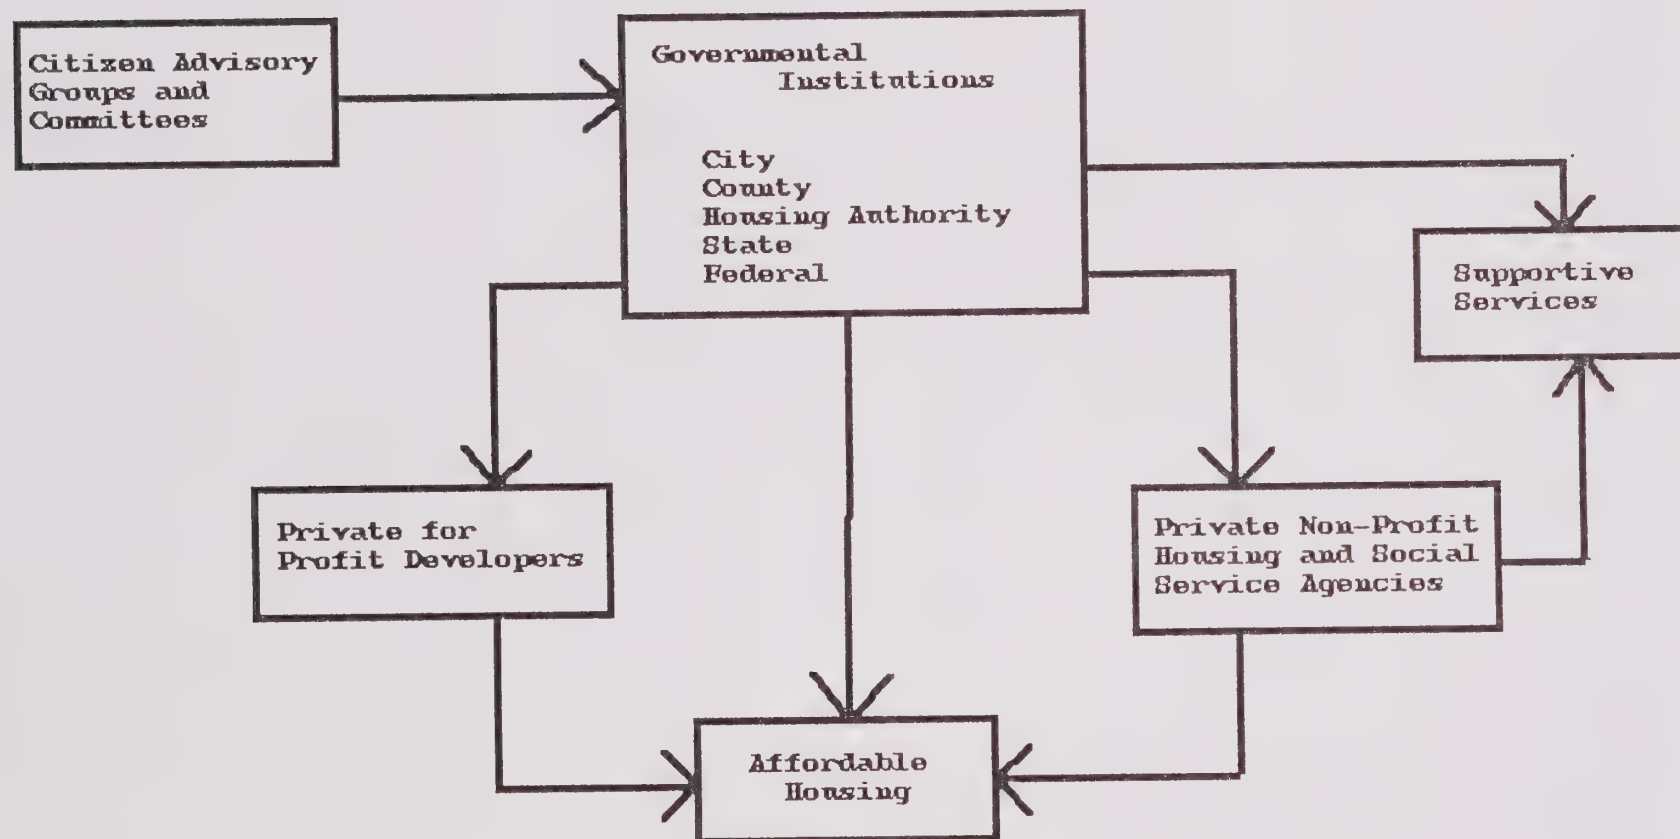 Citizen Advisory
Groups and
Committees
Governmental
Institutions
City
County
Housing Authority
State
Federal
Supportive
Services
Private for
Profit Developers
Private Non-Profit
Housing and Social
Service Agencies
Affordable
Housing